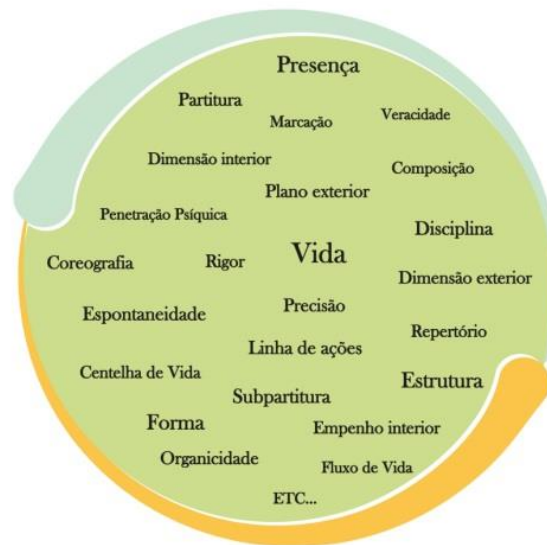 Presença
Partitura
Marcação
Veracidade
Dimensão interior
Composição
Plano exterior
Penetração Psíquica
Disciplina
Vida
Coreografia
Rigor
Dimensão exterior
Precisão
Espontaneidade
Repertório
Linha de ações
Centelha de Vida
Estrutura
Subpartitura
Forma
Empenho interior
Organicidade
Fluxo de Vida
ETC...